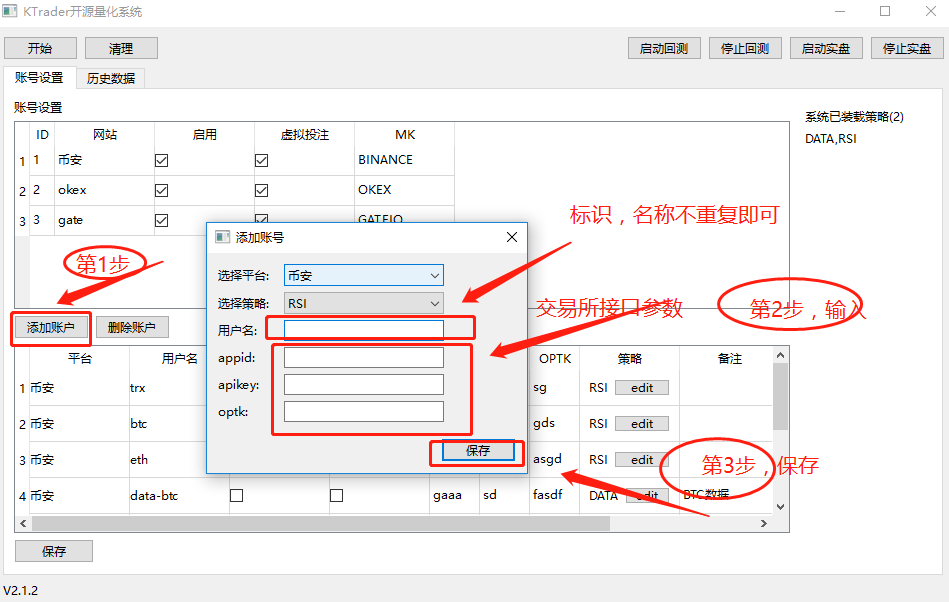 KTrader开源量化系统
开始 清理 启动回测 停止回测 启动实盘 停止实盘
账号设置 历史数据
账号设置
系统已装载策略(2)
DATA,RSI
ID 网站 启用 虚拟投注 MK
1 1 币安 BINANCE
2 2 okex OKEX
3 3 gate GATEIO
标识，名称不重复即可
第1步
添加账号
选择平台: 币安
选择策略: RSI
用户名:
appid:
apikey:
optk:
保存
交易所接口参数
第2步，输入
添加账户 删除账户
平台 用户名 OPTK 策略 备注
1 币安 trx sg RSI edit
2 币安 btc gds RSI edit
3 币安 eth asgd RSI edit
第3步，保存
4 币安 data-btc gaaa sd fasdf DATA edit BTC数据
保存
V2.1.2